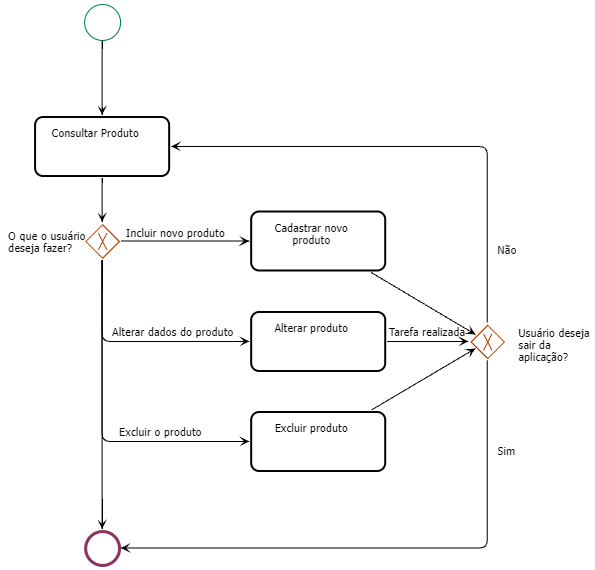 Consultar Produto
O que o usuário
deseja fazer?
Incluir novo produto
Cadastrar novo
produto
Não
Alterar dados do produto
Alterar produto
Tarefa realizada
Usuário deseja
sair da
aplicação?
Excluir o produto
Excluir produto
Sim